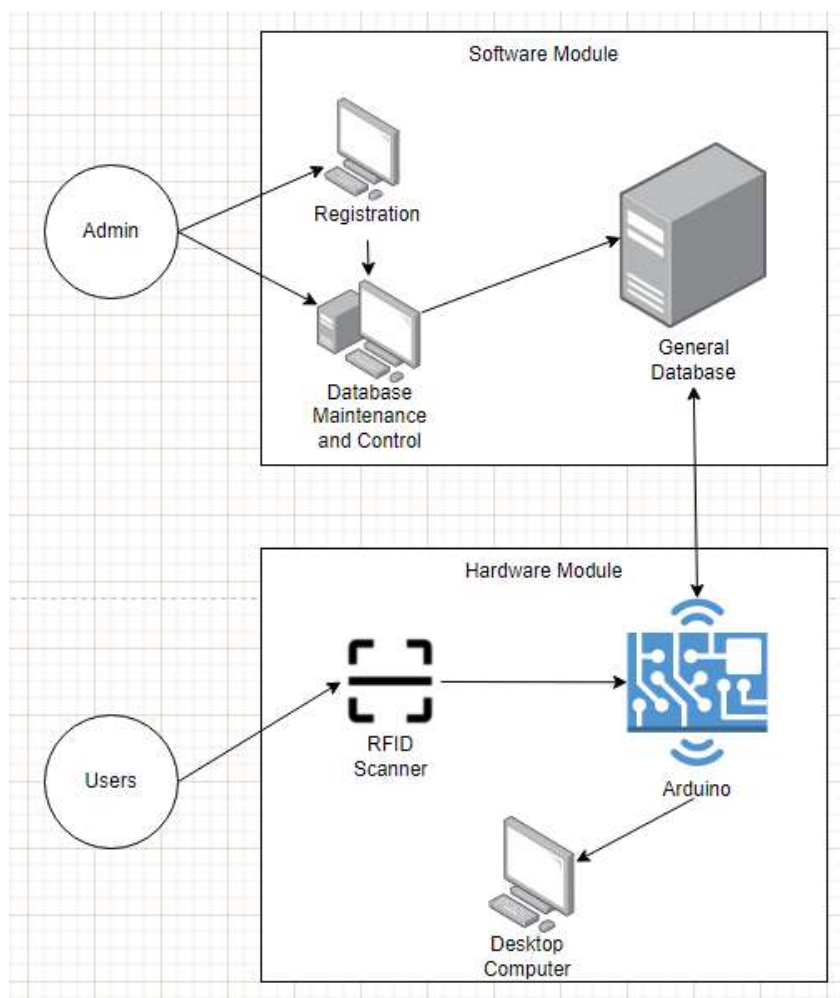 Software Module
Admin
Registration
General
Database
Database
Maintenance
and Control
Hardware Module
RFID
Scanner
Users
Arduino
Desktop
Computer